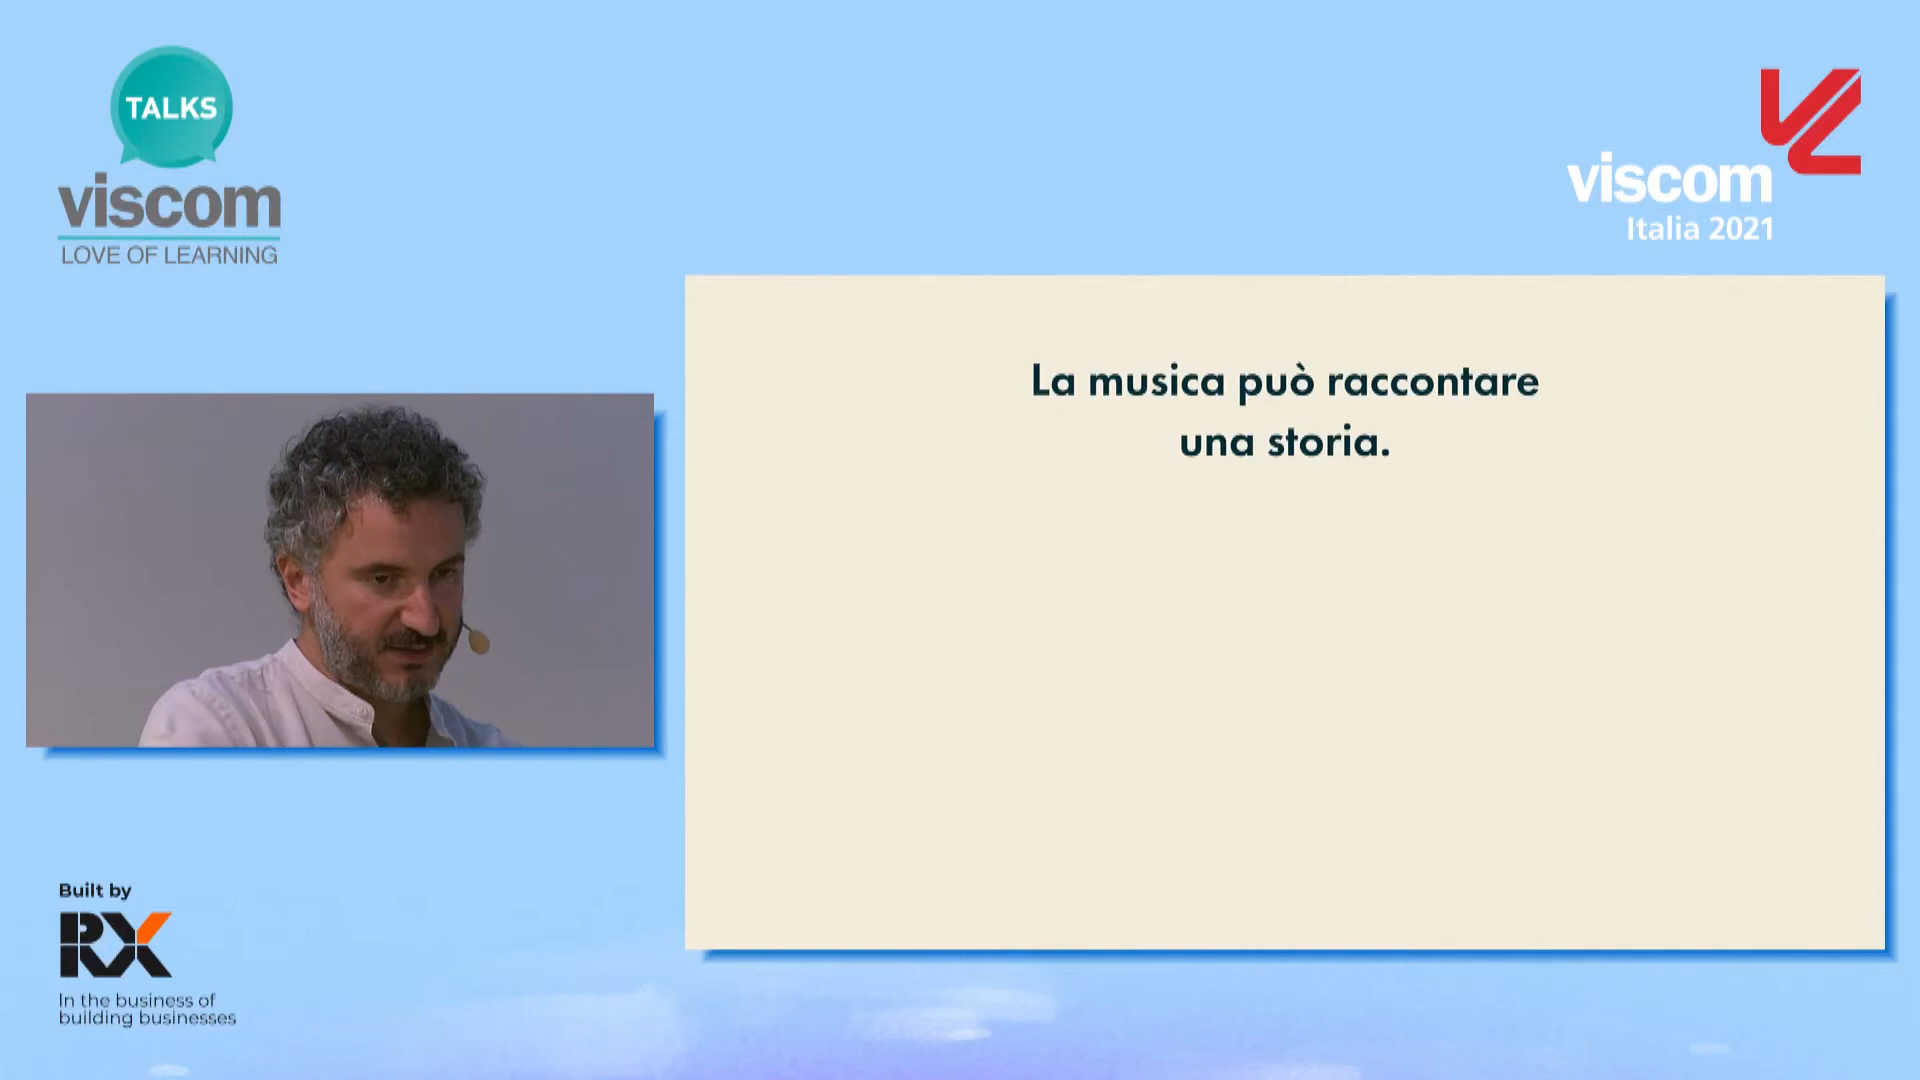 TALKS
viscom
LOVE OF LEARNING
viscom
Italia 2021
La musica può raccontare
una storia.
Built by
RX
In the business of
building businesses